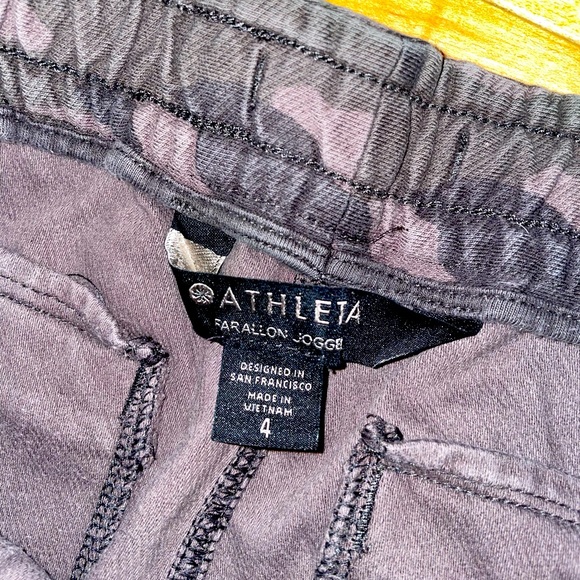 ATHLETA
FARALLON JOGGE
DESIGNED IN
SAN FRANCISCO
MADE IN
VIETNAM
4